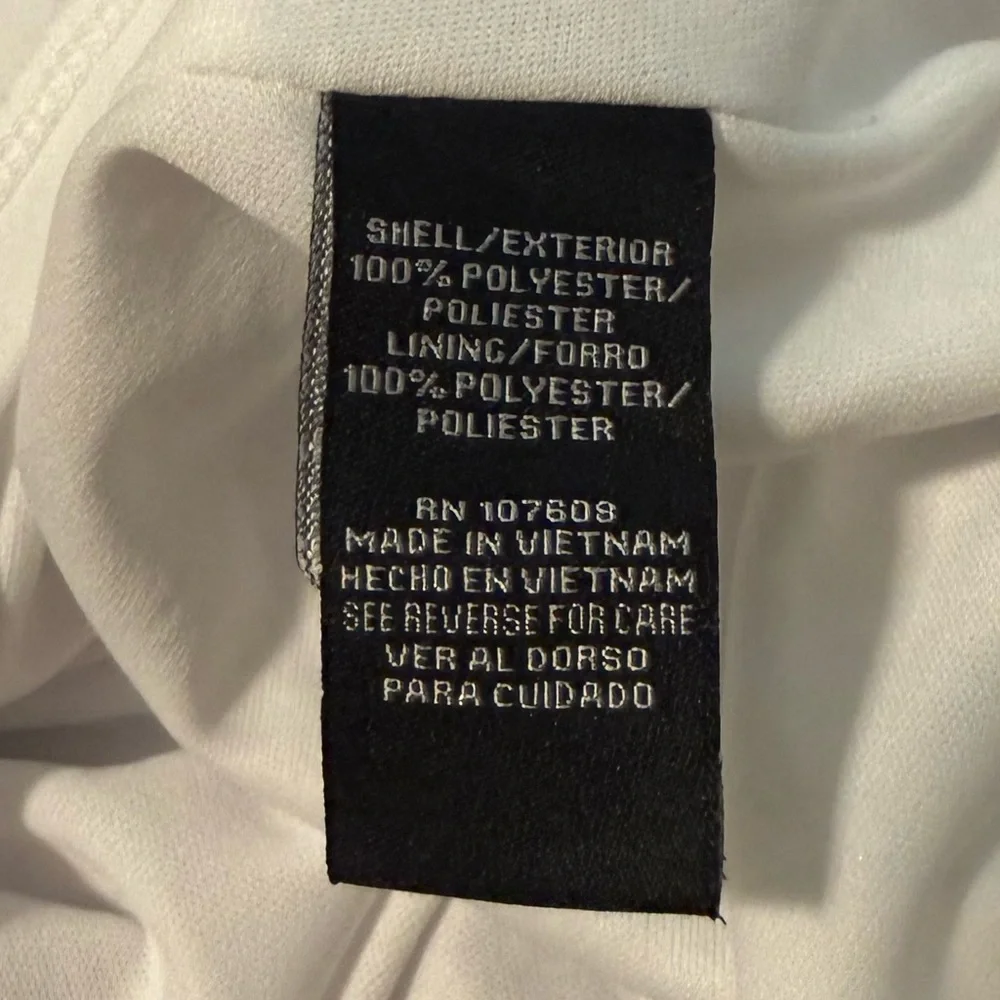 SHELL/EXTERIOR
100% POLYESTER/
POLIESTER
LINING/FORRO
100% POLYESTER/
POLIESTER
RN 107608
MADE IN VIETNAM
HECHO EN VIETNAM
SEE REVERSE FOR CARE
VER AL DORSO
PARA CUIDADO